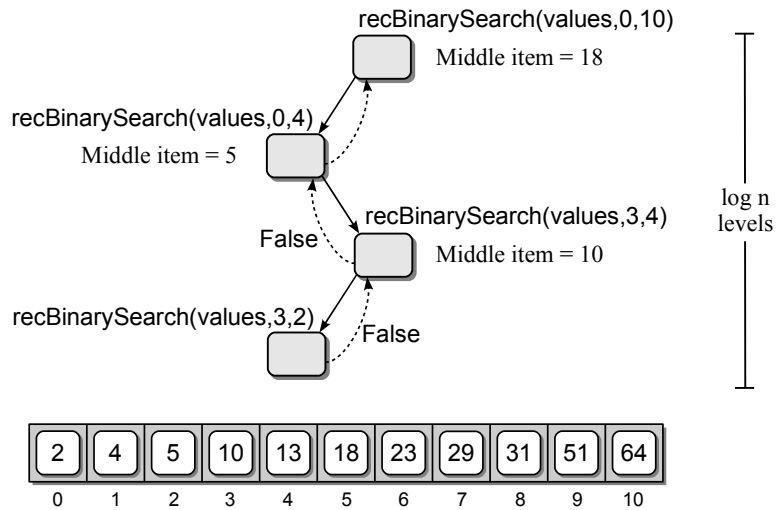 recBinarySearch(values,0,10)
Middle item = 18
recBinarySearch(values,0,4)
Middle item = 5
log n
levels
recBinarySearch(values,3,4)
False
Middle item = 10
recBinarySearch(values,3,2)
False
2 4 5 10 13 18 23 29 31 51 64
0 1 2 3 4 5 6 7 8 9 10